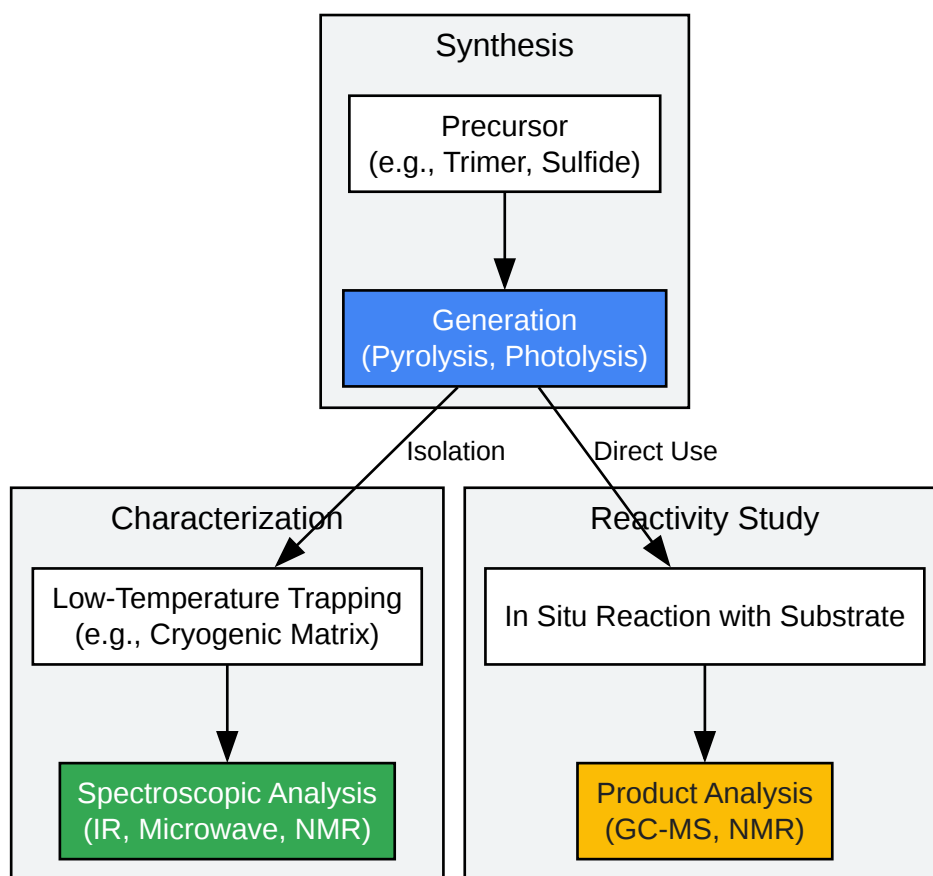 Synthesis
Precursor
(e.g., Trimer, Sulfide)
Generation
(Pyrolysis, Photolysis)
Isolation
Direct Use
Characterization
Low-Temperature Trapping
(e.g., Cryogenic Matrix)
Spectroscopic Analysis
(IR, Microwave, NMR)
Reactivity Study
In Situ Reaction with Substrate
Product Analysis
(GC-MS, NMR)